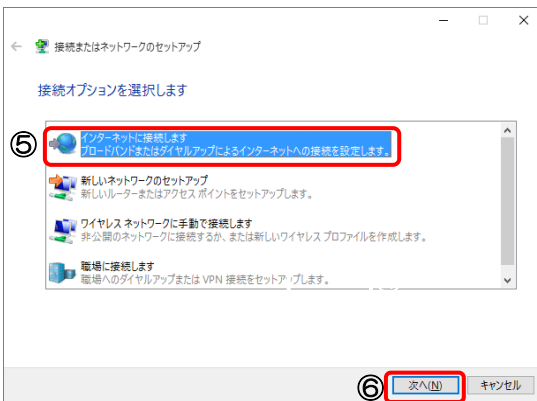 接続またはネットワークのセットアップ
接続オプションを選択します
⑤
インターネットに接続します
ブロードバンドまたはダイヤルアップによるインターネットへの接続を設定します。
新しいネットワークのセットアップ
新しいルーターまたはアクセス ポイントをセットアップします。
ワイヤレス ネットワークに手動で接続します
非公開のネットワークに接続するか、または新しいワイヤレス プロファイルを作成します。
職場に接続します
職場へのダイヤルアップまたは VPN 接続をセットアップします。
⑥ 次へ(N) キャンセル